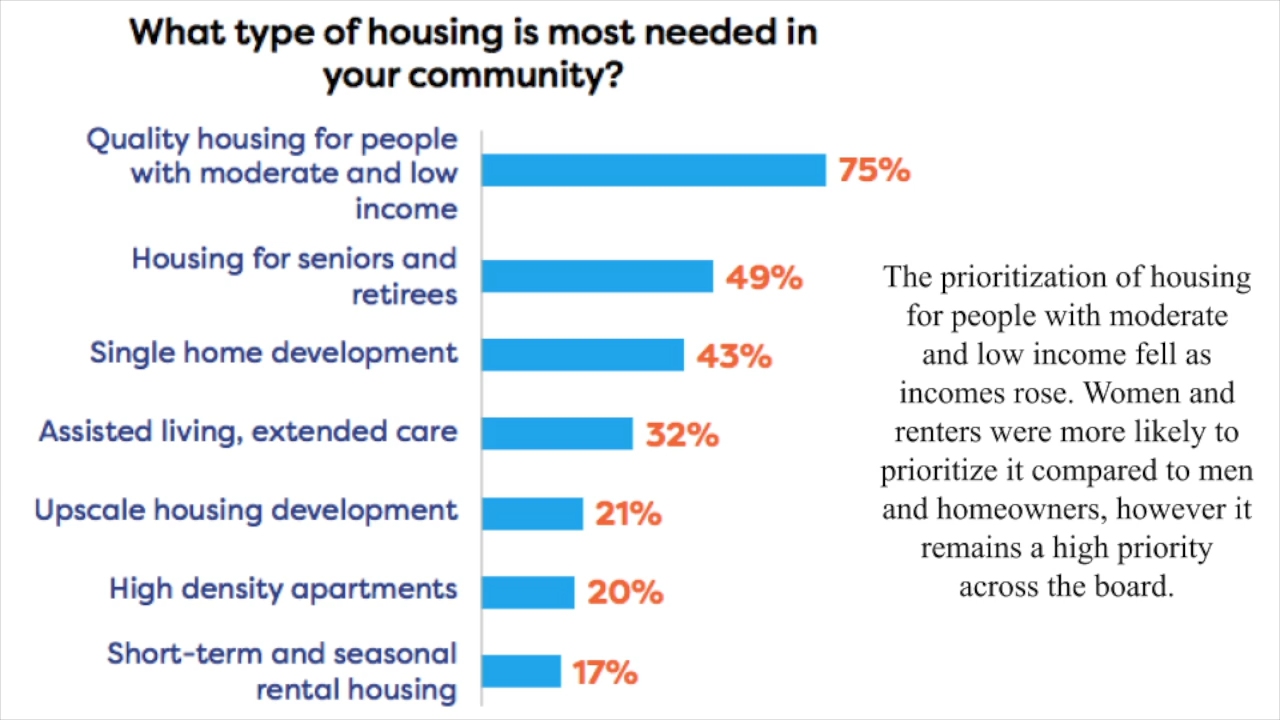 What type of housing is most needed in
your community?
Quality housing for people
with moderate and low
income
75%
Housing for seniors and
retirees
49%
Single home development
43%
Assisted living, extended care
32%
Upscale housing development
21%
High density apartments
20%
Short-term and seasonal
rental housing
17%
The prioritization of housing
for people with moderate
and low income fell as
incomes rose. Women and
renters were more likely to
prioritize it compared to men
and homeowners, however it
remains a high priority
across the board.